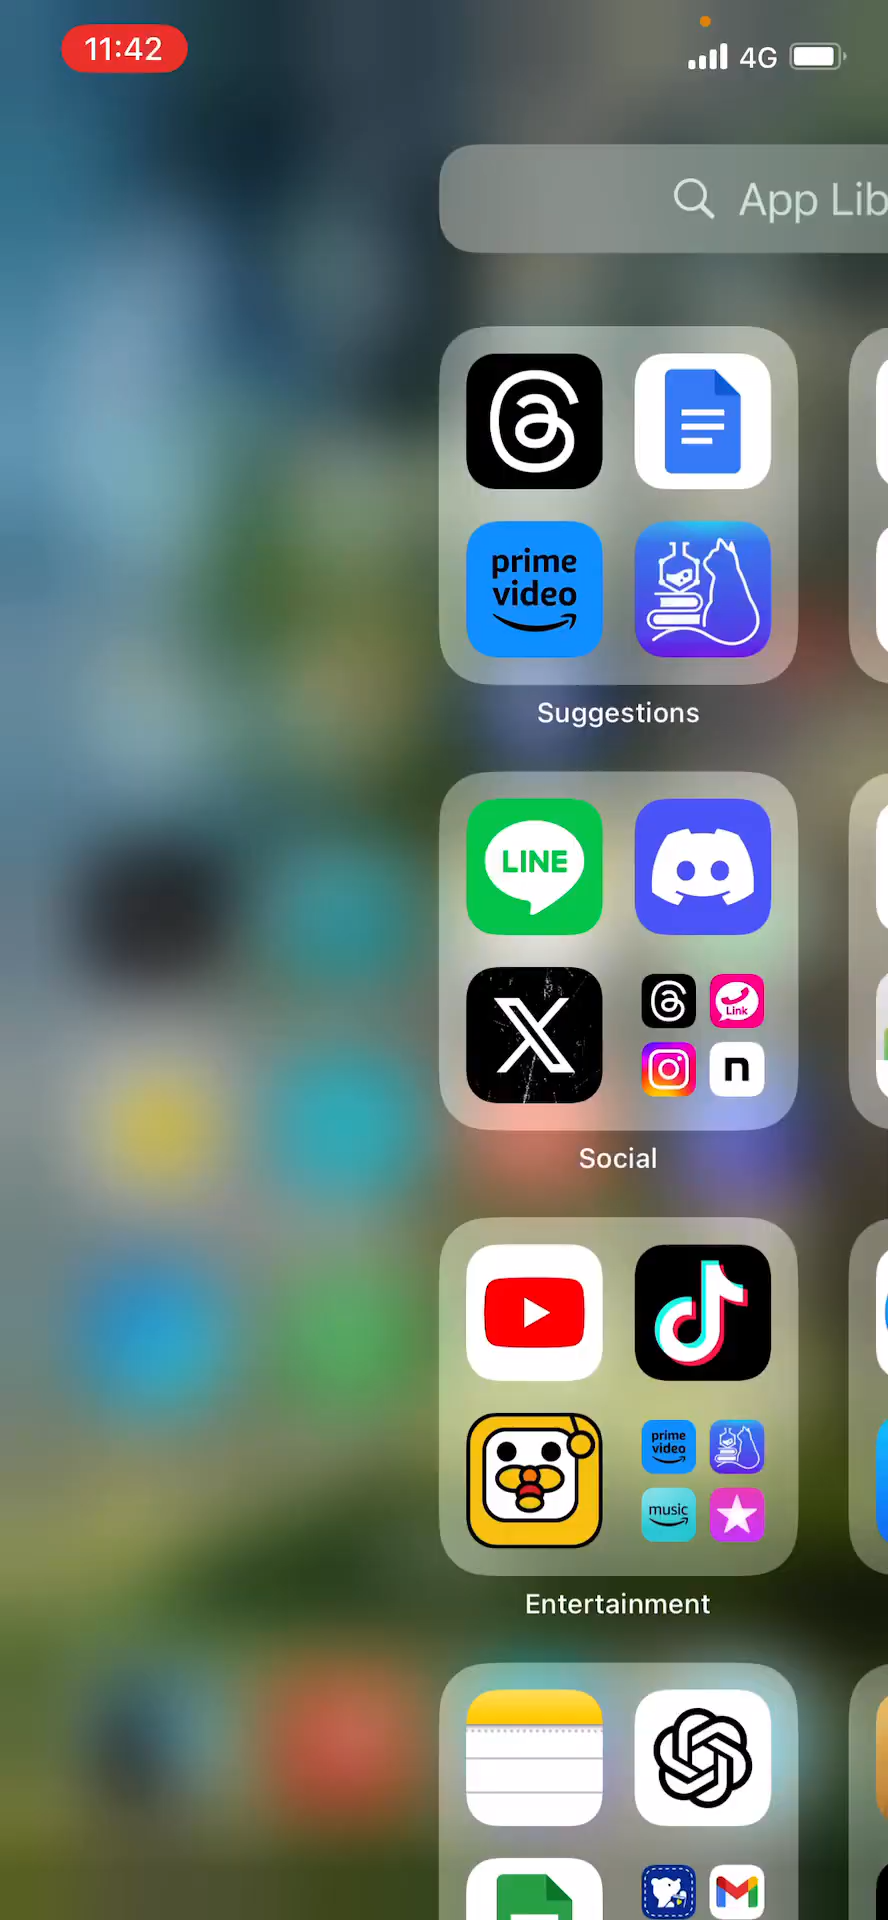 11:42
4G
App Lib
prime
video
Suggestions
LINE
Link
n
Social
prime
video
music
Entertainment